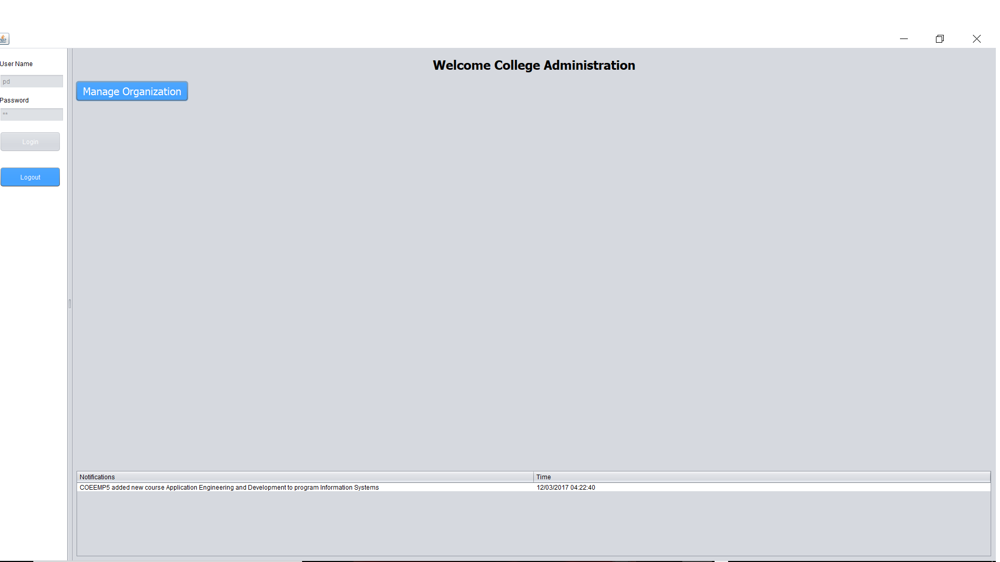 User Name
pd
Password
**
Login
Logout
Welcome College Administration
Manage Organization
Notifications Time
COEEMP5 added new course Application Engineering and Development to program Information Systems 12/03/2017 04:22:40